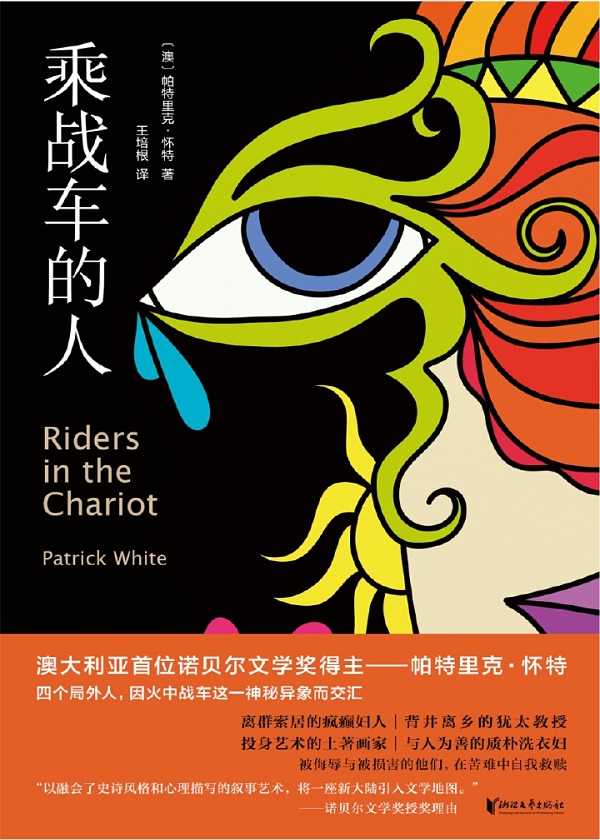 乘战车的人
〔澳〕帕特里克·怀特 著
王培根 译
Riders
in the
Chariot
Patrick White
澳大利亚首位诺贝尔文学奖得主——帕特里克·怀特
四个局外人，因火中战车这一神秘异象而交汇
离群索居的疯癫妇人｜背井离乡的犹太教授
投身艺术的土著画家｜与人为善的质朴洗衣妇
被侮辱与被损害的他们，在苦难中自我救赎
“以融会了史诗风格和心理描写的叙事艺术，将一座新大陆引入文学地图。”
——诺贝尔文学奖授奖理由
浙江文艺出版社